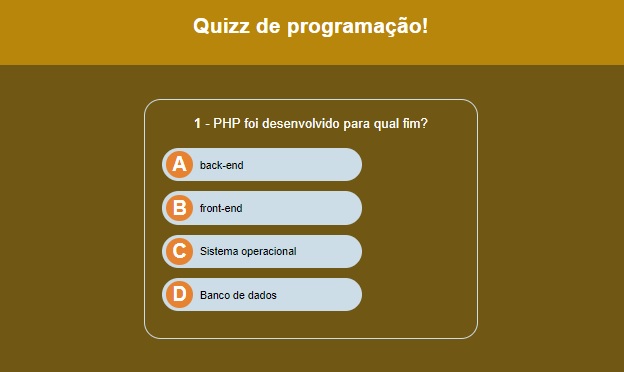 Quizz de programação!
1 - PHP foi desenvolvido para qual fim?
A back-end
B front-end
C Sistema operacional
D Banco de dados